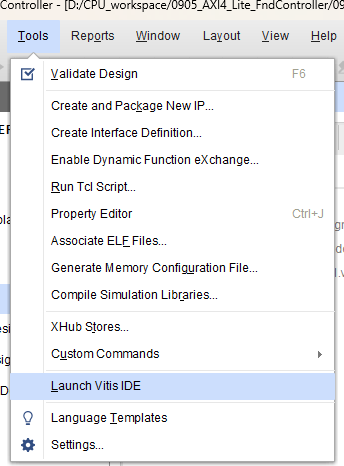 Controller - [D:/CPU_workspace/0905_AXI4_Lite_FndController/09
Tools Reports Window Layout View Help
Validate Design F6
Create and Package New IP...
Create Interface Definition...
Enable Dynamic Function eXchange...
Run Tcl Script...
Property Editor Ctrl+J
Associate ELF Files...
Generate Memory Configuration File...
Compile Simulation Libraries...
XHub Stores...
Custom Commands
Launch Vitis IDE
Language Templates
Settings...